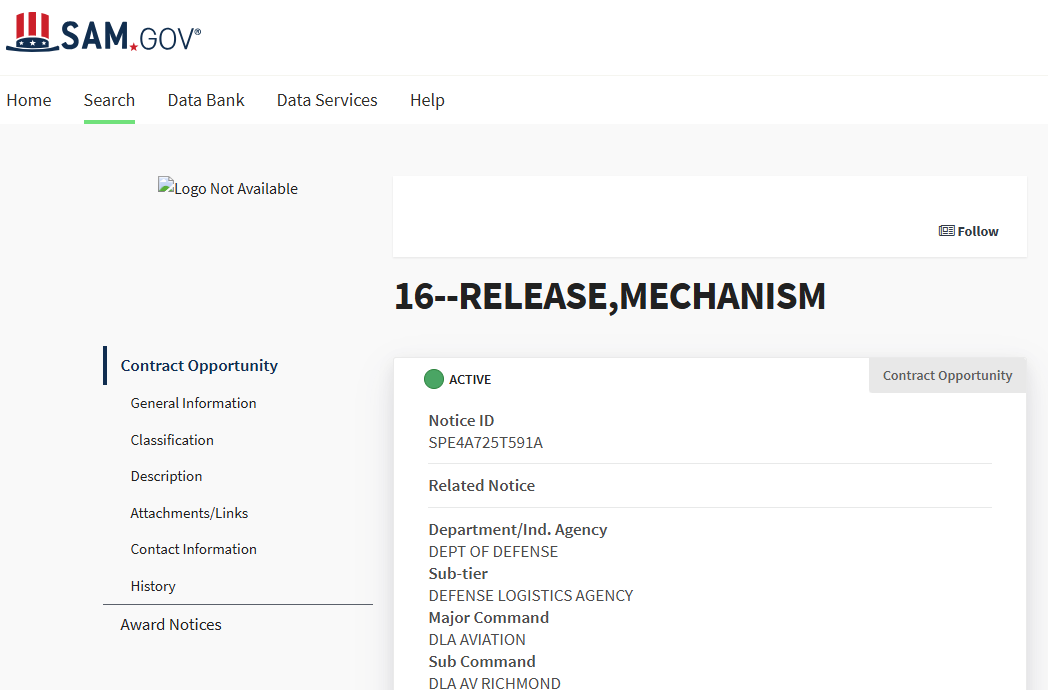 SAM.GOV®
Home Search Data Bank Data Services Help
Logo Not Available
Follow
16--RELEASE,MECHANISM
Contract Opportunity
General Information
Classification
Description
Attachments/Links
Contact Information
History
Award Notices
ACTIVE
Contract Opportunity
Notice ID
SPE4A725T591A
Related Notice
Department/Ind. Agency
DEPT OF DEFENSE
Sub-tier
DEFENSE LOGISTICS AGENCY
Major Command
DLA AVIATION
Sub Command
DLA AV RICHMOND